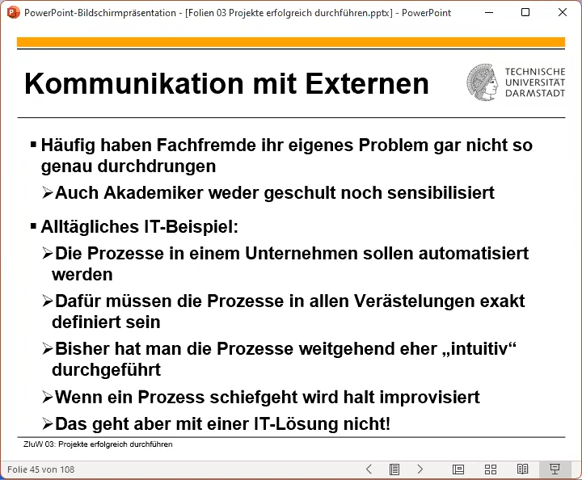 PowerPoint-Bildschirmpräsentation - [Folien 03 Projekte erfolgreich durchführen.pptx] - PowerPoint
Kommunikation mit Externen
TECHNISCHE
UNIVERSITÄT
DARMSTADT
▪ Häufig haben Fachfremde ihr eigenes Problem gar nicht so
genau durchdrungen
➢Auch Akademiker weder geschult noch sensibilisiert
▪ Alltägliches IT-Beispiel:
➢Die Prozesse in einem Unternehmen sollen automatisiert
werden
➢Dafür müssen die Prozesse in allen Verästelungen exakt
definiert sein
➢Bisher hat man die Prozesse weitgehend eher „intuitiv“
durchgeführt
➢Wenn ein Prozess schiefgeht wird halt improvisiert
➢Das geht aber mit einer IT-Lösung nicht!
ZIuW 03: Projekte erfolgreich durchführen
Folie 45 von 108